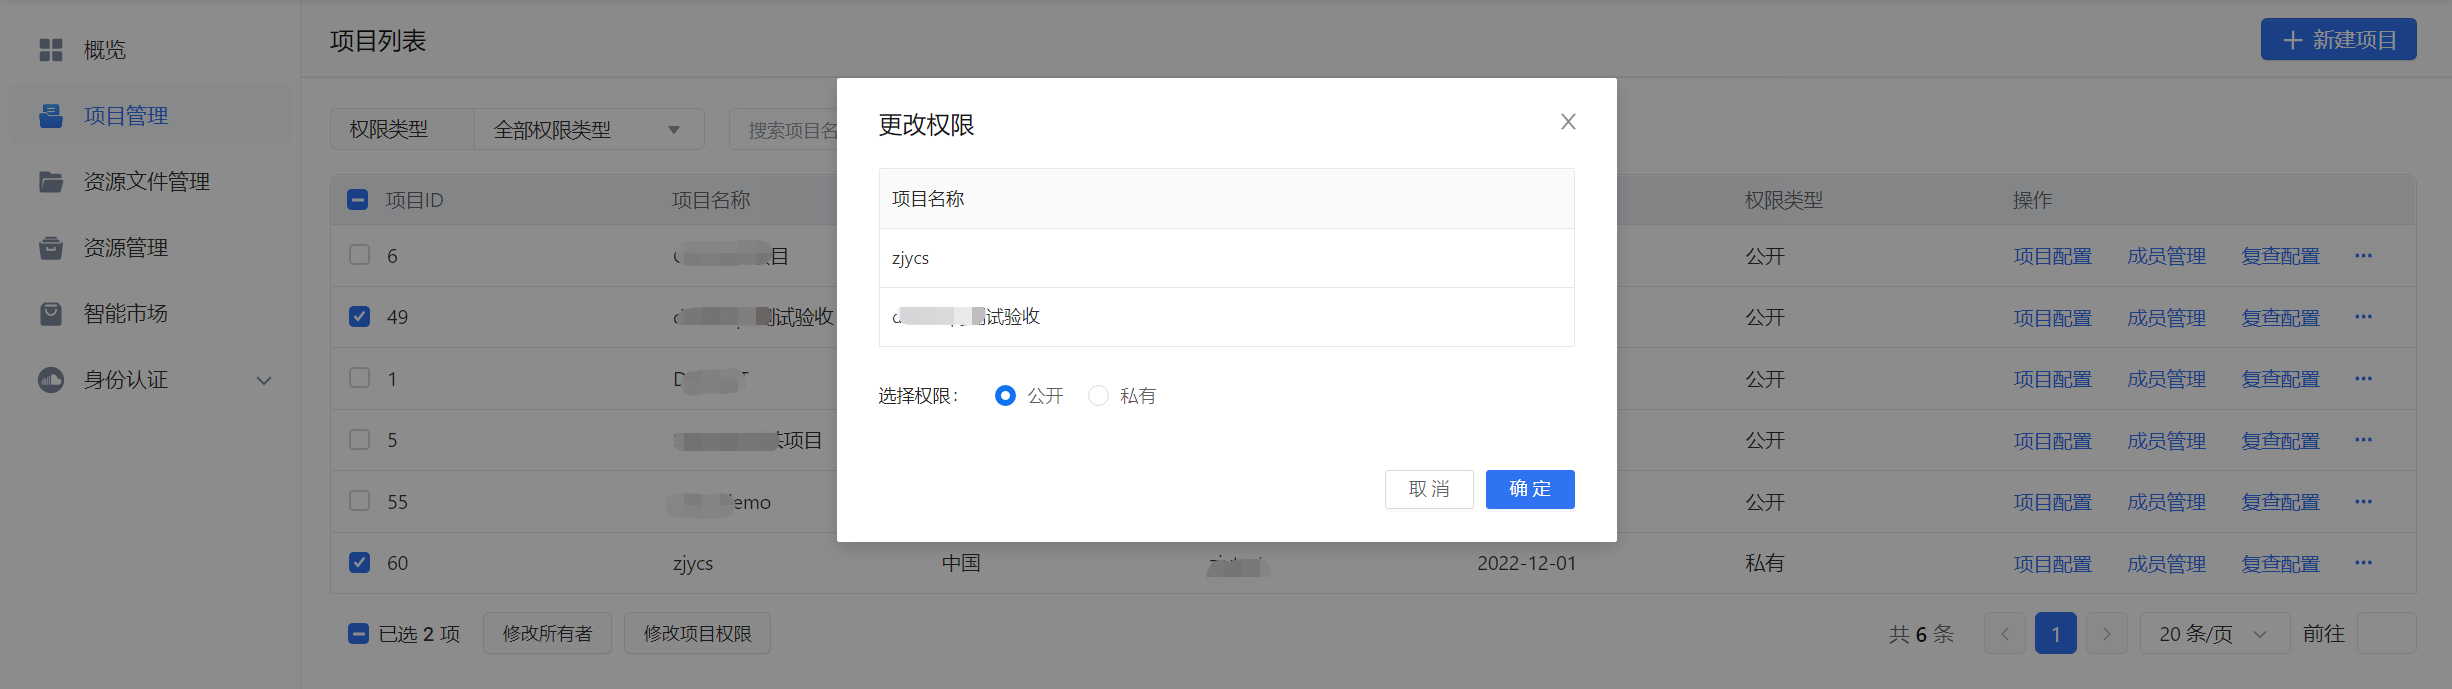 概览
项目管理
资源文件管理
资源管理
智能市场
身份认证
项目列表
新建项目
权限类型 全部权限类型 搜索项目名
项目ID 项目名称 权限类型 操作
6 目 公开 项目配置 成员管理 复查配置 ···
49 试验收 公开 项目配置 成员管理 复查配置 ···
1 公开 项目配置 成员管理 复查配置 ···
5 项目 公开 项目配置 成员管理 复查配置 ···
55 emo 公开 项目配置 成员管理 复查配置 ···
60 zjycs 中国 2022-12-01 私有 项目配置 成员管理 复查配置 ···
已选 2 项 修改所有者 修改项目权限 共 6 条 1 20 条/页 前往
更改权限
项目名称
zjycs
试验收
选择权限： 公开 私有
取消 确定